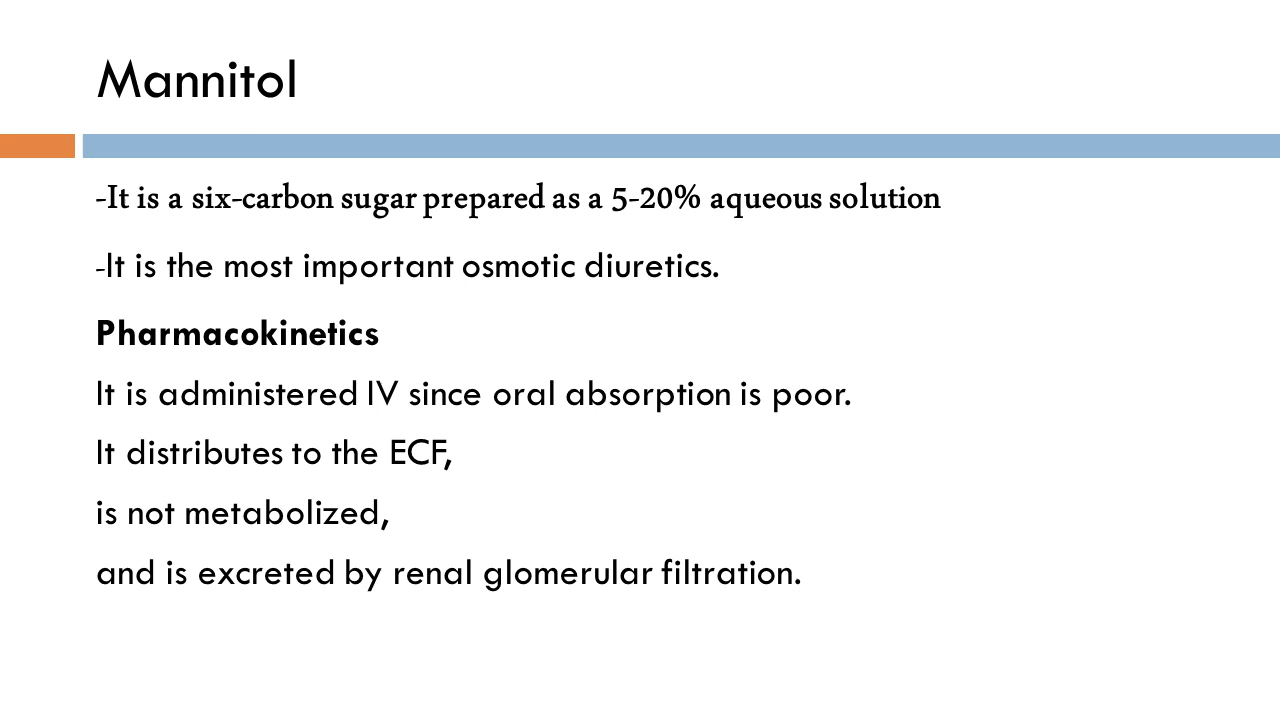 Mannitol
-It is a six-carbon sugar prepared as a 5-20% aqueous solution
-It is the most important osmotic diuretics.
Pharmacokinetics
It is administered IV since oral absorption is poor.
It distributes to the ECF,
is not metabolized,
and is excreted by renal glomerular filtration.